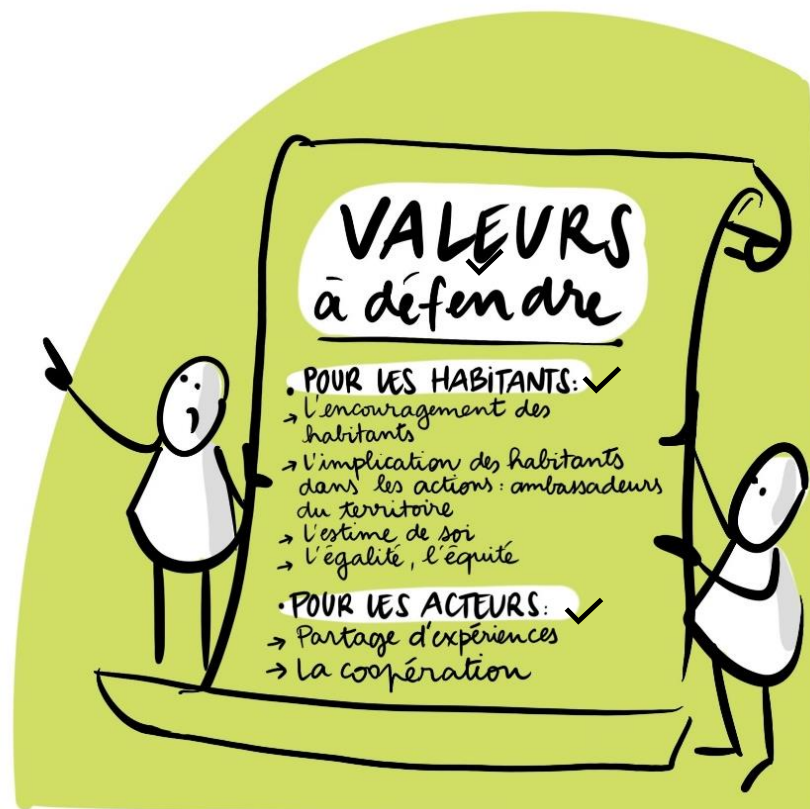 VALEURS
à défendre
• POUR LES HABITANTS: ✓
→ L'encouragement des
habitants
→ L'implication des habitants
dans les actions : ambassadeurs
du territoire
→ L'estime de soi
→ L'égalité, l'équité
• POUR LES ACTEURS: ✓
→ Partage d'expériences
→ La coopération